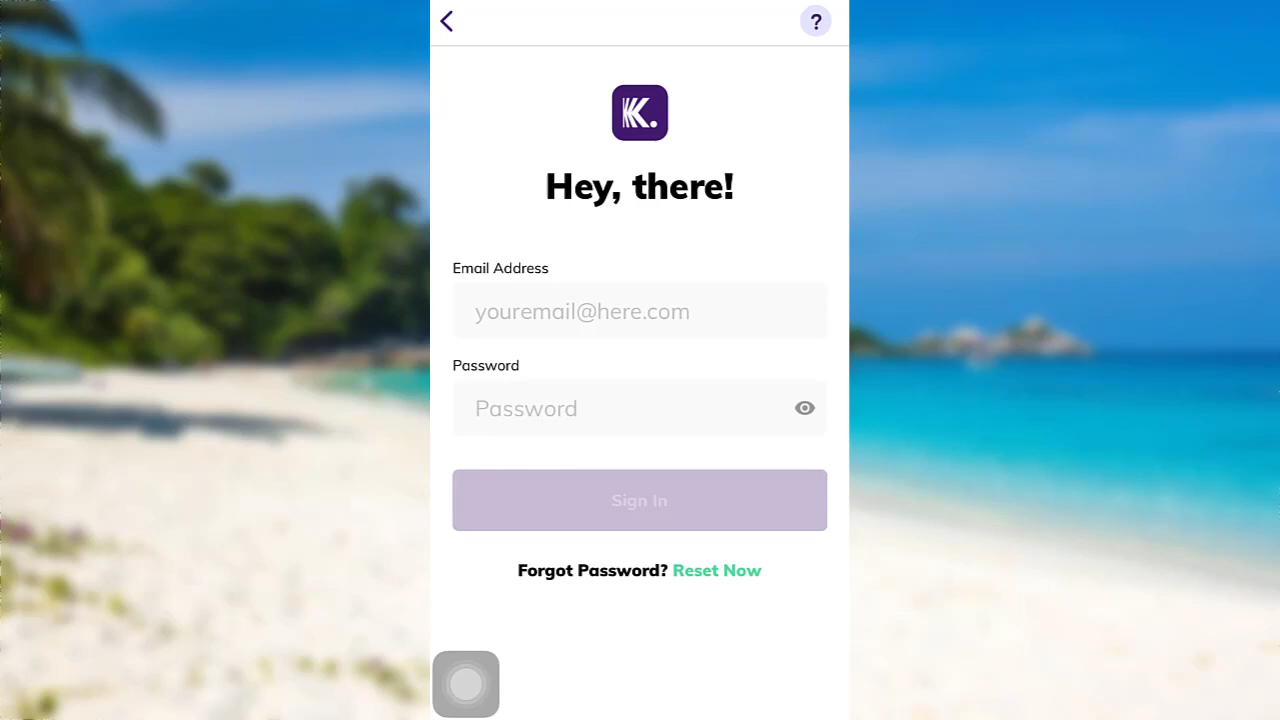 ?
K.
Hey, there!
Email Address
youremail@here.com
Password
Password
Sign In
Forgot Password? Reset Now